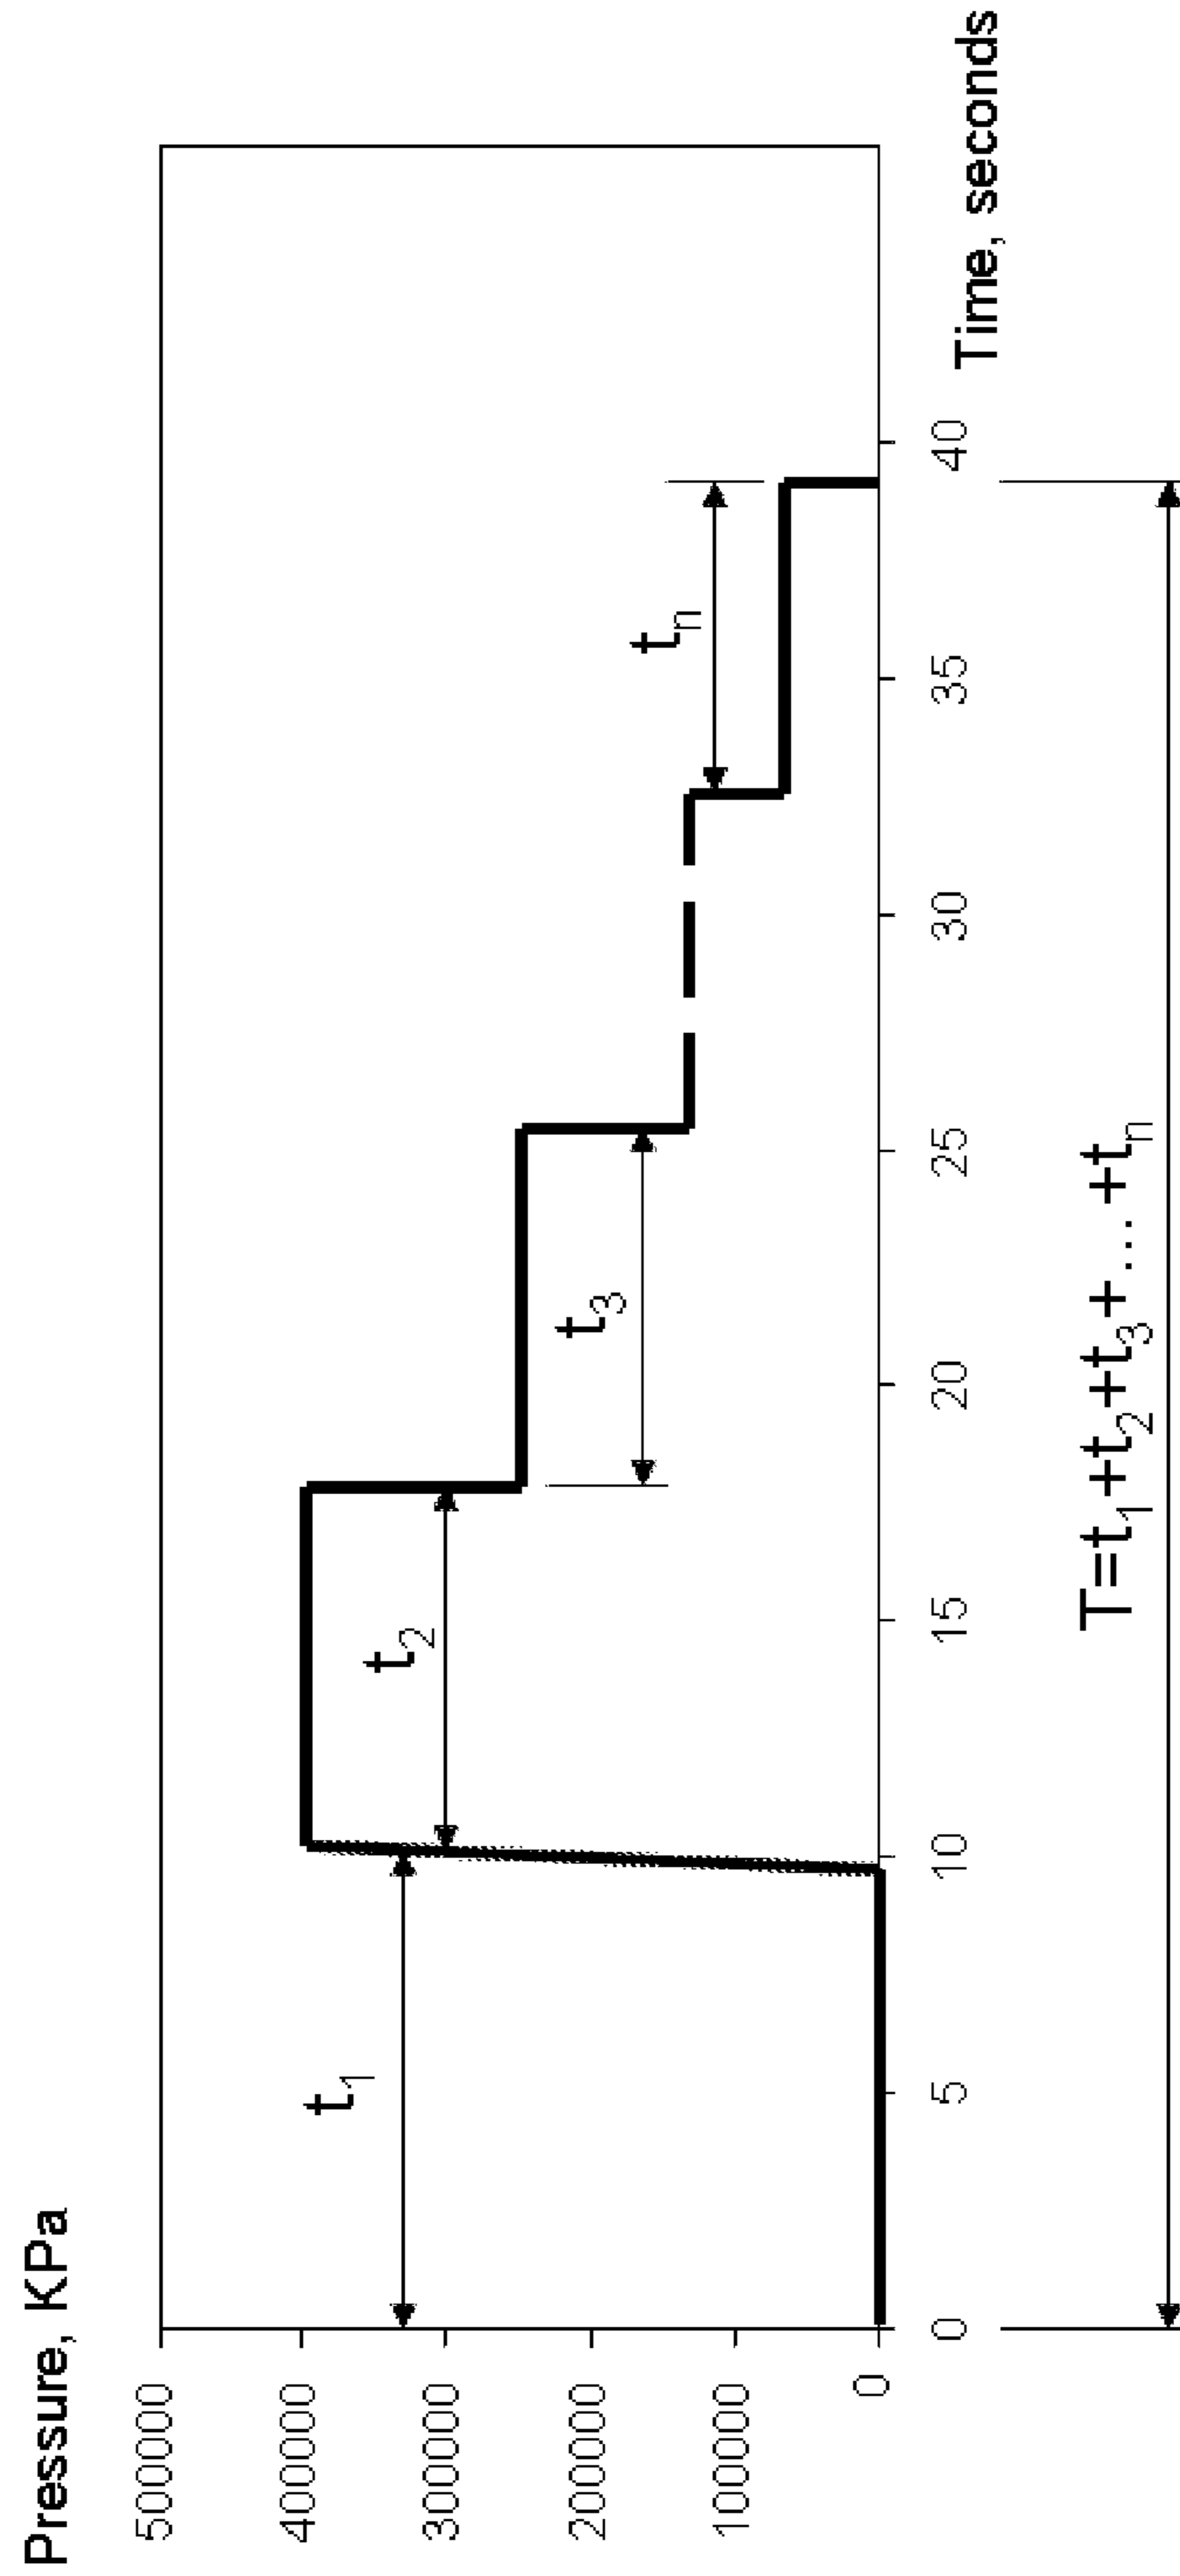 Pressure, KPa
5000000
4000000
3000000
2000000
1000000
0
t1
t2
t3
tn
0 5 10 15 20 25 30 35 40
Time, seconds
T=t1+t2+t3+...+tn